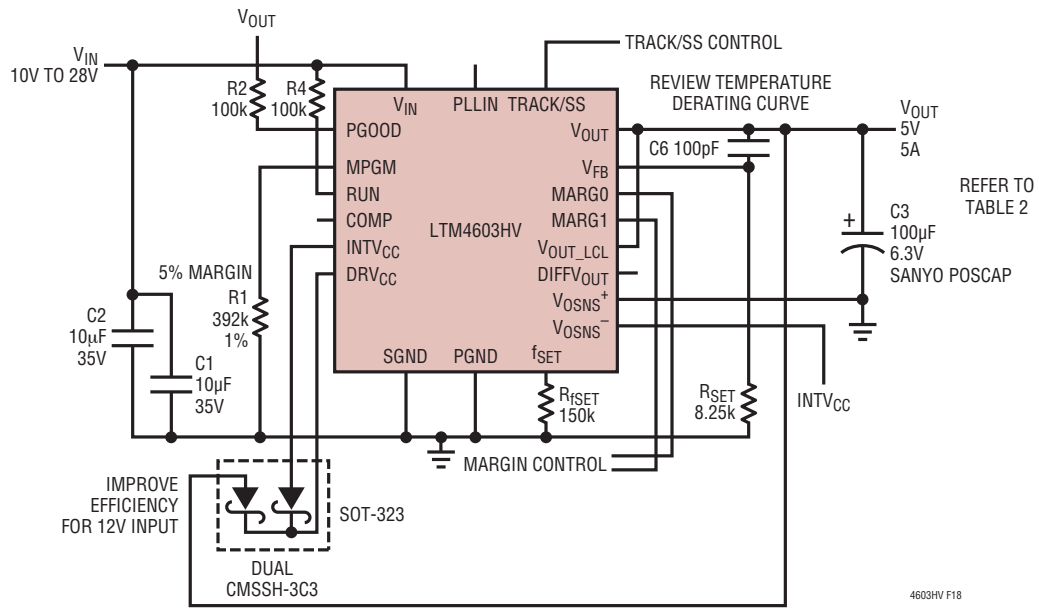 VOUT
VIN
10V TO 28V
R2
100k
R4
100k
TRACK/SS CONTROL
REVIEW TEMPERATURE
DERATING CURVE
VIN
PLLIN
TRACK/SS
PGOOD
MPGM
RUN
COMP
INTVCC
DRVCC
LTM4603HV
VOUT
VFB
MARG0
MARG1
VOUT_LCL
DIFFVOUT
VOSNS+
VOSNS–
SGND
PGND
fSET
C6 100pF
VOUT
5V
5A
REFER TO
TABLE 2
+
C3
100µF
6.3V
SANYO POSCAP
5% MARGIN
R1
392k
1%
C2
10µF
35V
C1
10µF
35V
RfSET
150k
RSET
8.25k
INTVCC
MARGIN CONTROL
IMPROVE
EFFICIENCY
FOR 12V INPUT
SOT-323
DUAL
CMSSH-3C3
4603HV F18